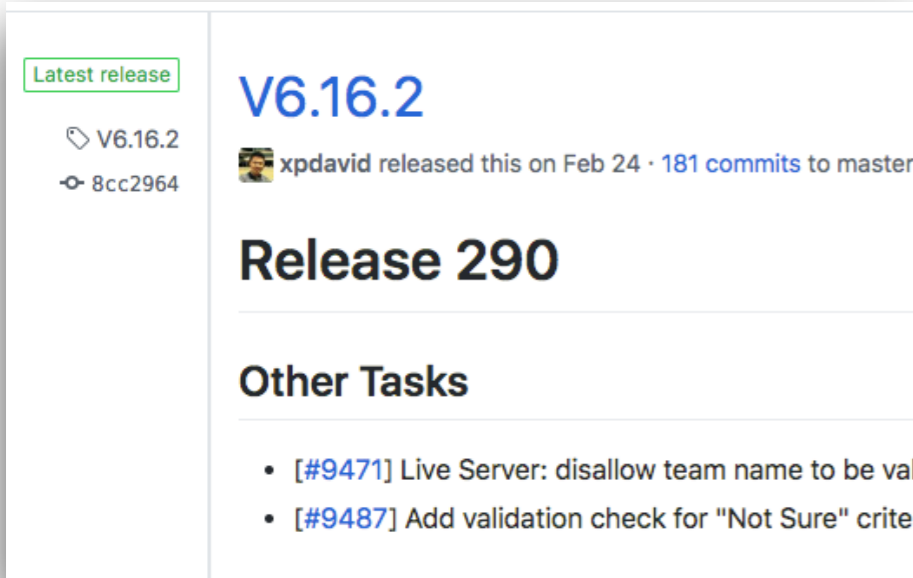 Latest release
V6.16.2
8cc2964
V6.16.2
xpdavid released this on Feb 24 · 181 commits to master
Release 290
Other Tasks
• [#9471] Live Server: disallow team name to be val
• [#9487] Add validation check for "Not Sure" crite